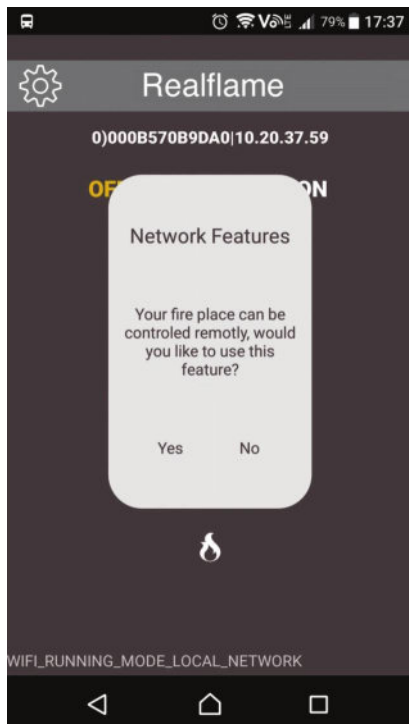 79% 17:37
Realflame
0)000B570B9DA0|10.20.37.59
ON
Network Features
Your fire place can be
controled remotly, would
you like to use this
feature?
Yes No
WIFI_RUNNING_MODE_LOCAL_NETWORK